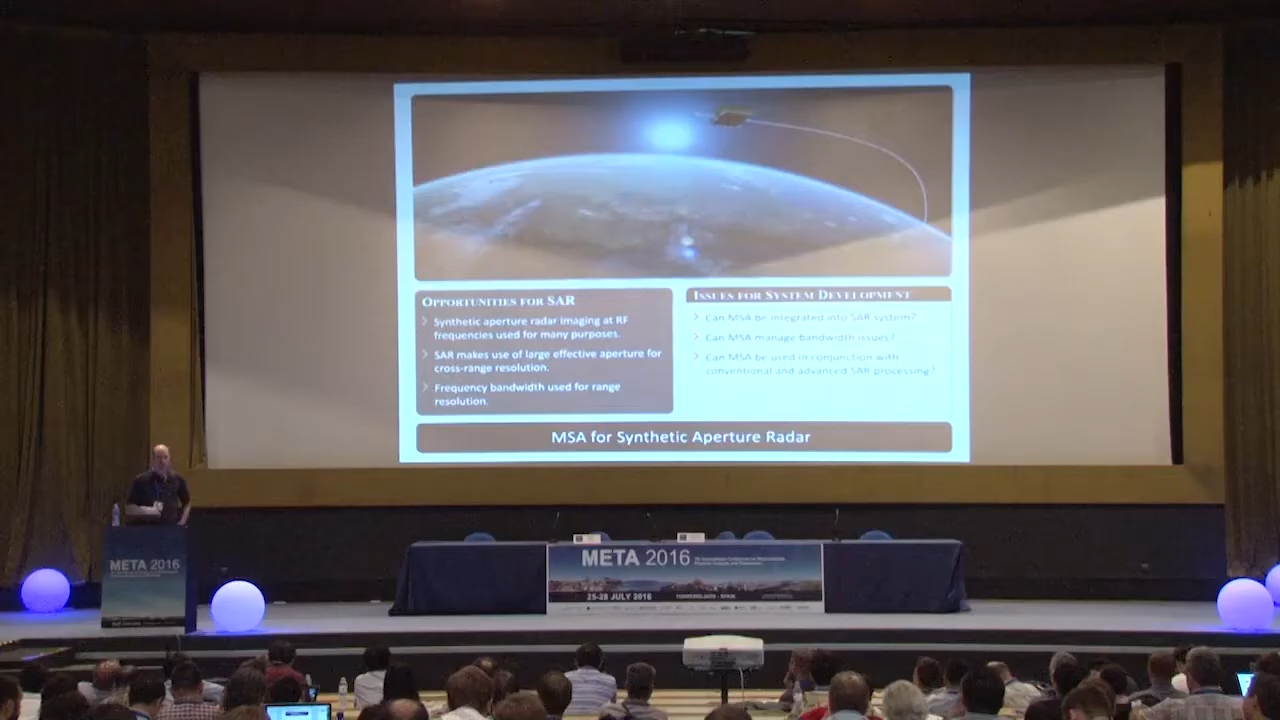 OPPORTUNITIES FOR SAR
Synthetic aperture radar imaging at RF
frequencies used for many purposes.
SAR makes use of large effective aperture for
cross-range resolution.
Frequency bandwidth used for range
resolution.
ISSUES FOR SYSTEM DEVELOPMENT
Can MSA be integrated into SAR system?
Can MSA manage bandwidth issues?
Can MSA be used in conjunction with
conventional and advanced SAR processing?
MSA for Synthetic Aperture Radar
META 2016
META 2016
25-28 JULY 2016